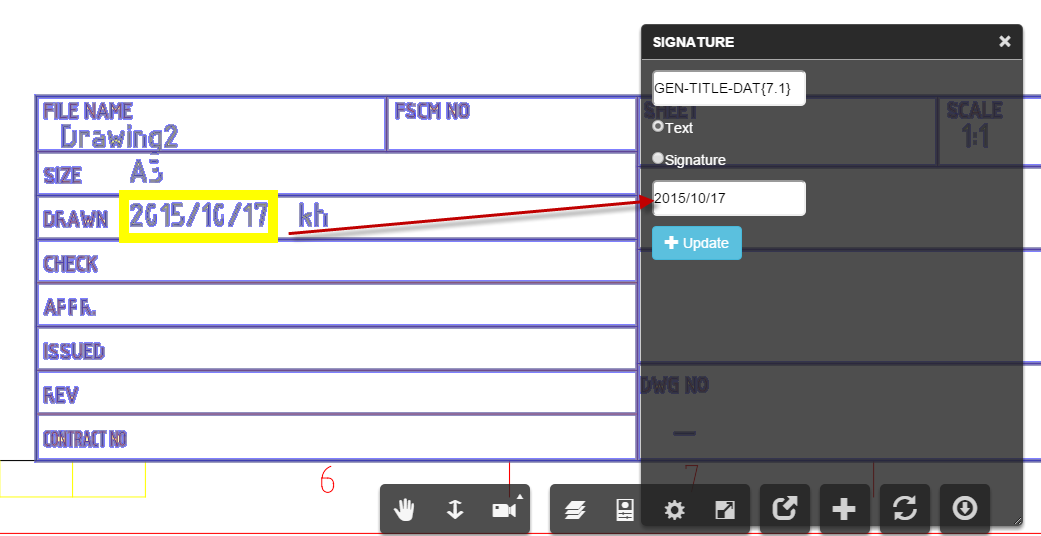 SIGNATURE
GEN-TITLE-DAT{7.1}
Text
Signature
2015/10/17
Update
FILE NAME
Drawing2
FSCM NO
SHEET
SCALE
1:1
SIZE A3
DRAWN 2015/10/17 kh
CHECK
APPR.
ISSUED
REV
DWG NO
CONTRACT NO
6
7